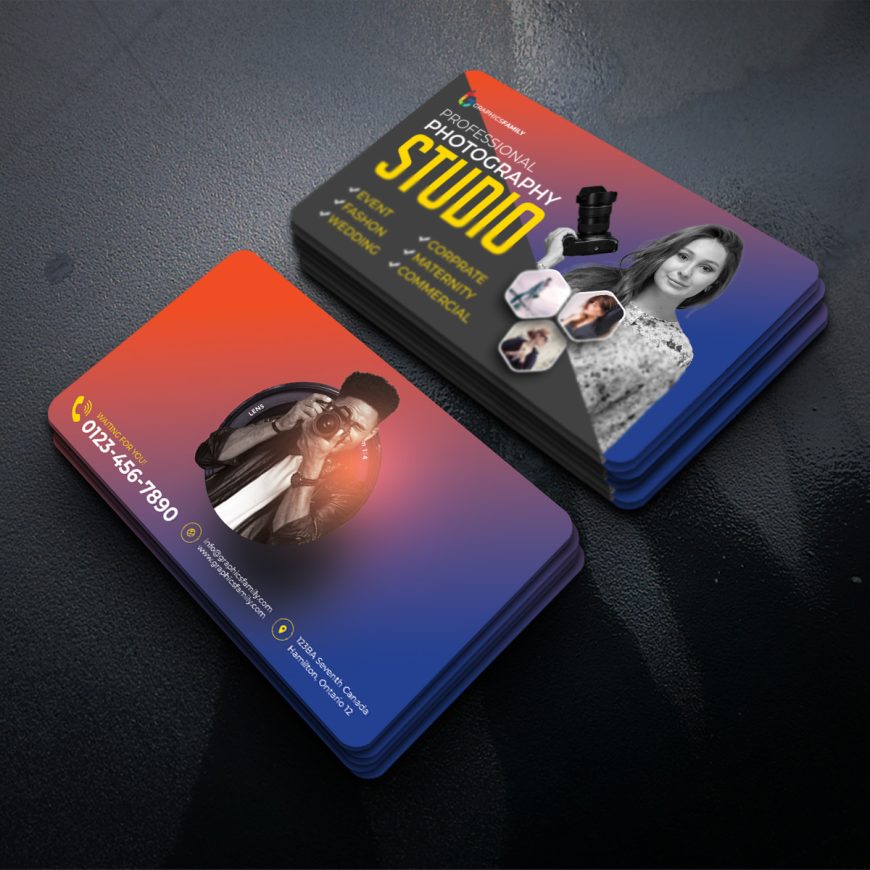 GRAPHICSFAMILY
PROFESSIONAL
PHOTOGRAPHY
STUDIO
EVENT
FASHON
WEDDING
CORPRATE
MATERNITY
COMMERCIAL
WAITING FOR YOU!
0123-456-7890
info@graphicsfamily.com
www.graphicsfamily.com
123BA Seventh Canada
Hamilton, Ontario 12
LENS